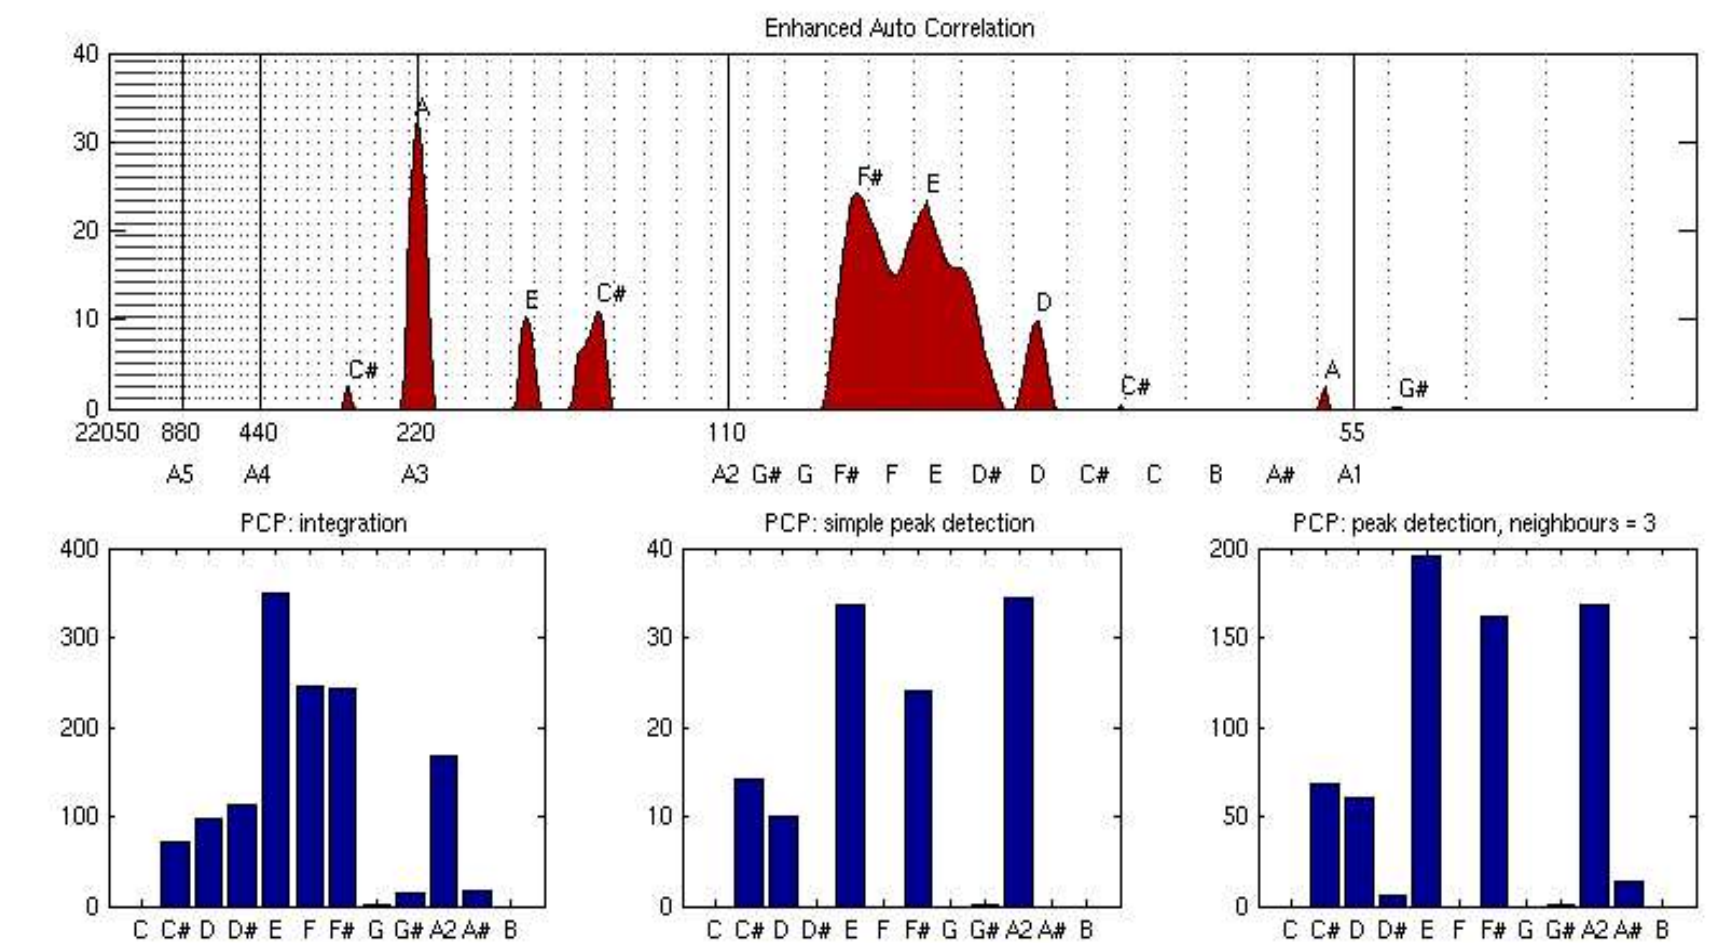 Enhanced Auto Correlation
40
30
20
10
0
A
F#
E
E
C#
D
C#
C#
A
G#
22050 880 440 220 110 55
A5 A4 A3 A2 G# G F# F E D# D C# C B A# A1
PCP: integration
400
300
200
100
0
C C# D D# E F F# G G# A2 A# B
PCP: simple peak detection
40
30
20
10
0
C C# D D# E F F# G G# A2 A# B
PCP: peak detection, neighbours = 3
200
150
100
50
0
C C# D D# E F F# G G# A2 A# B